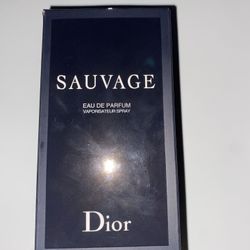 SAUVAGE
EAU DE PARFUM
VAPORISATEUR SPRAY
Dior